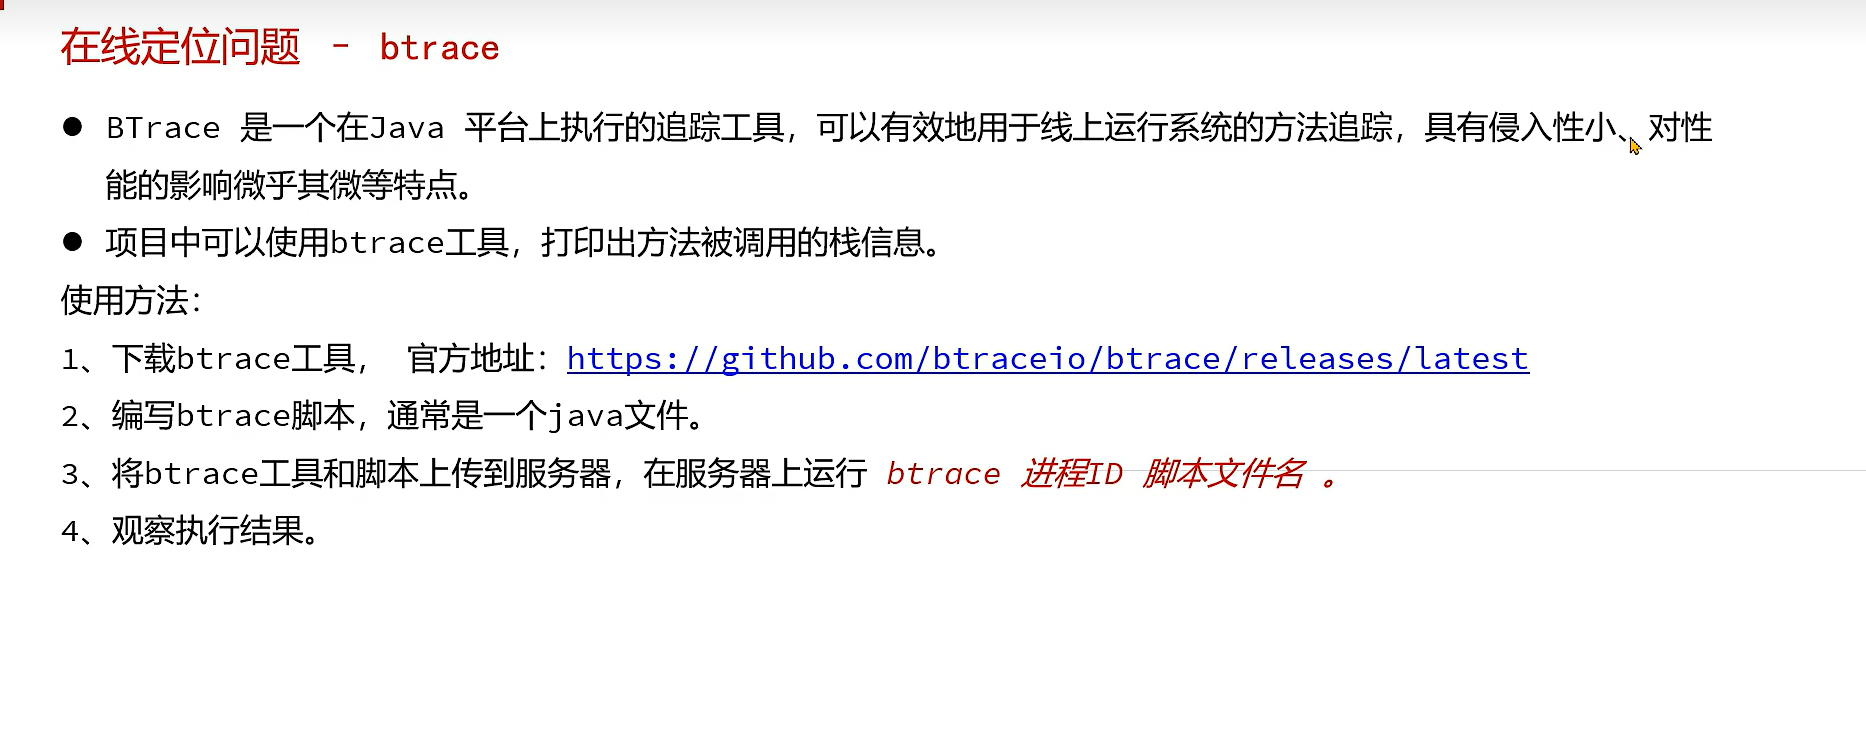 在线定位问题 - btrace
● BTrace 是一个在Java 平台上执行的追踪工具，可以有效地用于线上运行系统的方法追踪，具有侵入性小、对性
能的影响微乎其微等特点。
● 项目中可以使用btrace工具，打印出方法被调用的栈信息。
使用方法：
1、下载btrace工具， 官方地址：https://github.com/btraceio/btrace/releases/latest
2、编写btrace脚本，通常是一个java文件。
3、将btrace工具和脚本上传到服务器，在服务器上运行 btrace 进程ID 脚本文件名 。
4、观察执行结果。